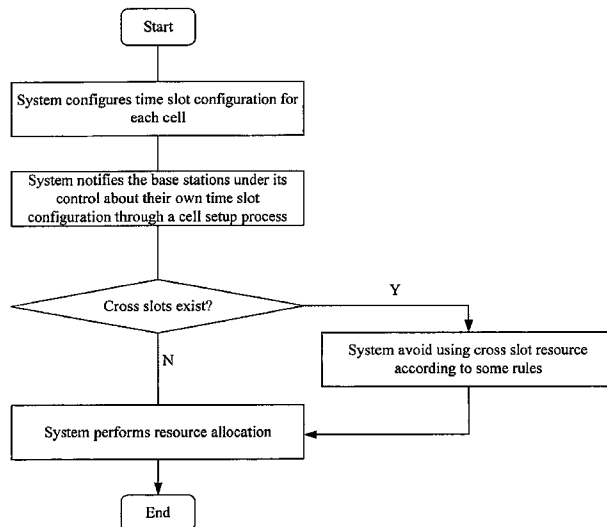 Start
System configures time slot configuration for
each cell
System notifies the base stations under its
control about their own time slot
configuration through a cell setup process
Cross slots exist?
Y
N
System avoid using cross slot resource
according to some rules
System performs resource allocation
End